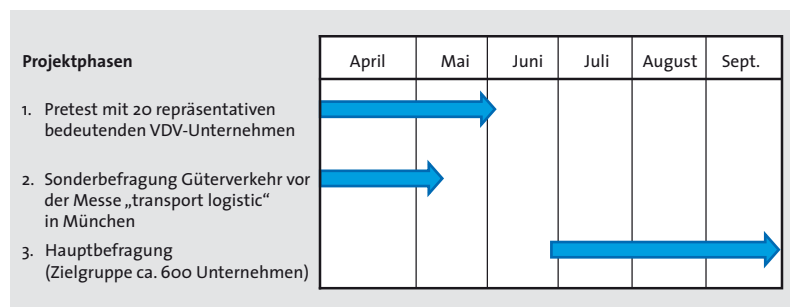 Projektphasen April Mai Juni Juli August Sept.
1. Pretest mit 20 repräsentativen
bedeutenden VDV-Unternehmen
2. Sonderbefragung Güterverkehr vor
der Messe „transport logistic“
in München
3. Hauptbefragung
(Zielgruppe ca. 600 Unternehmen)